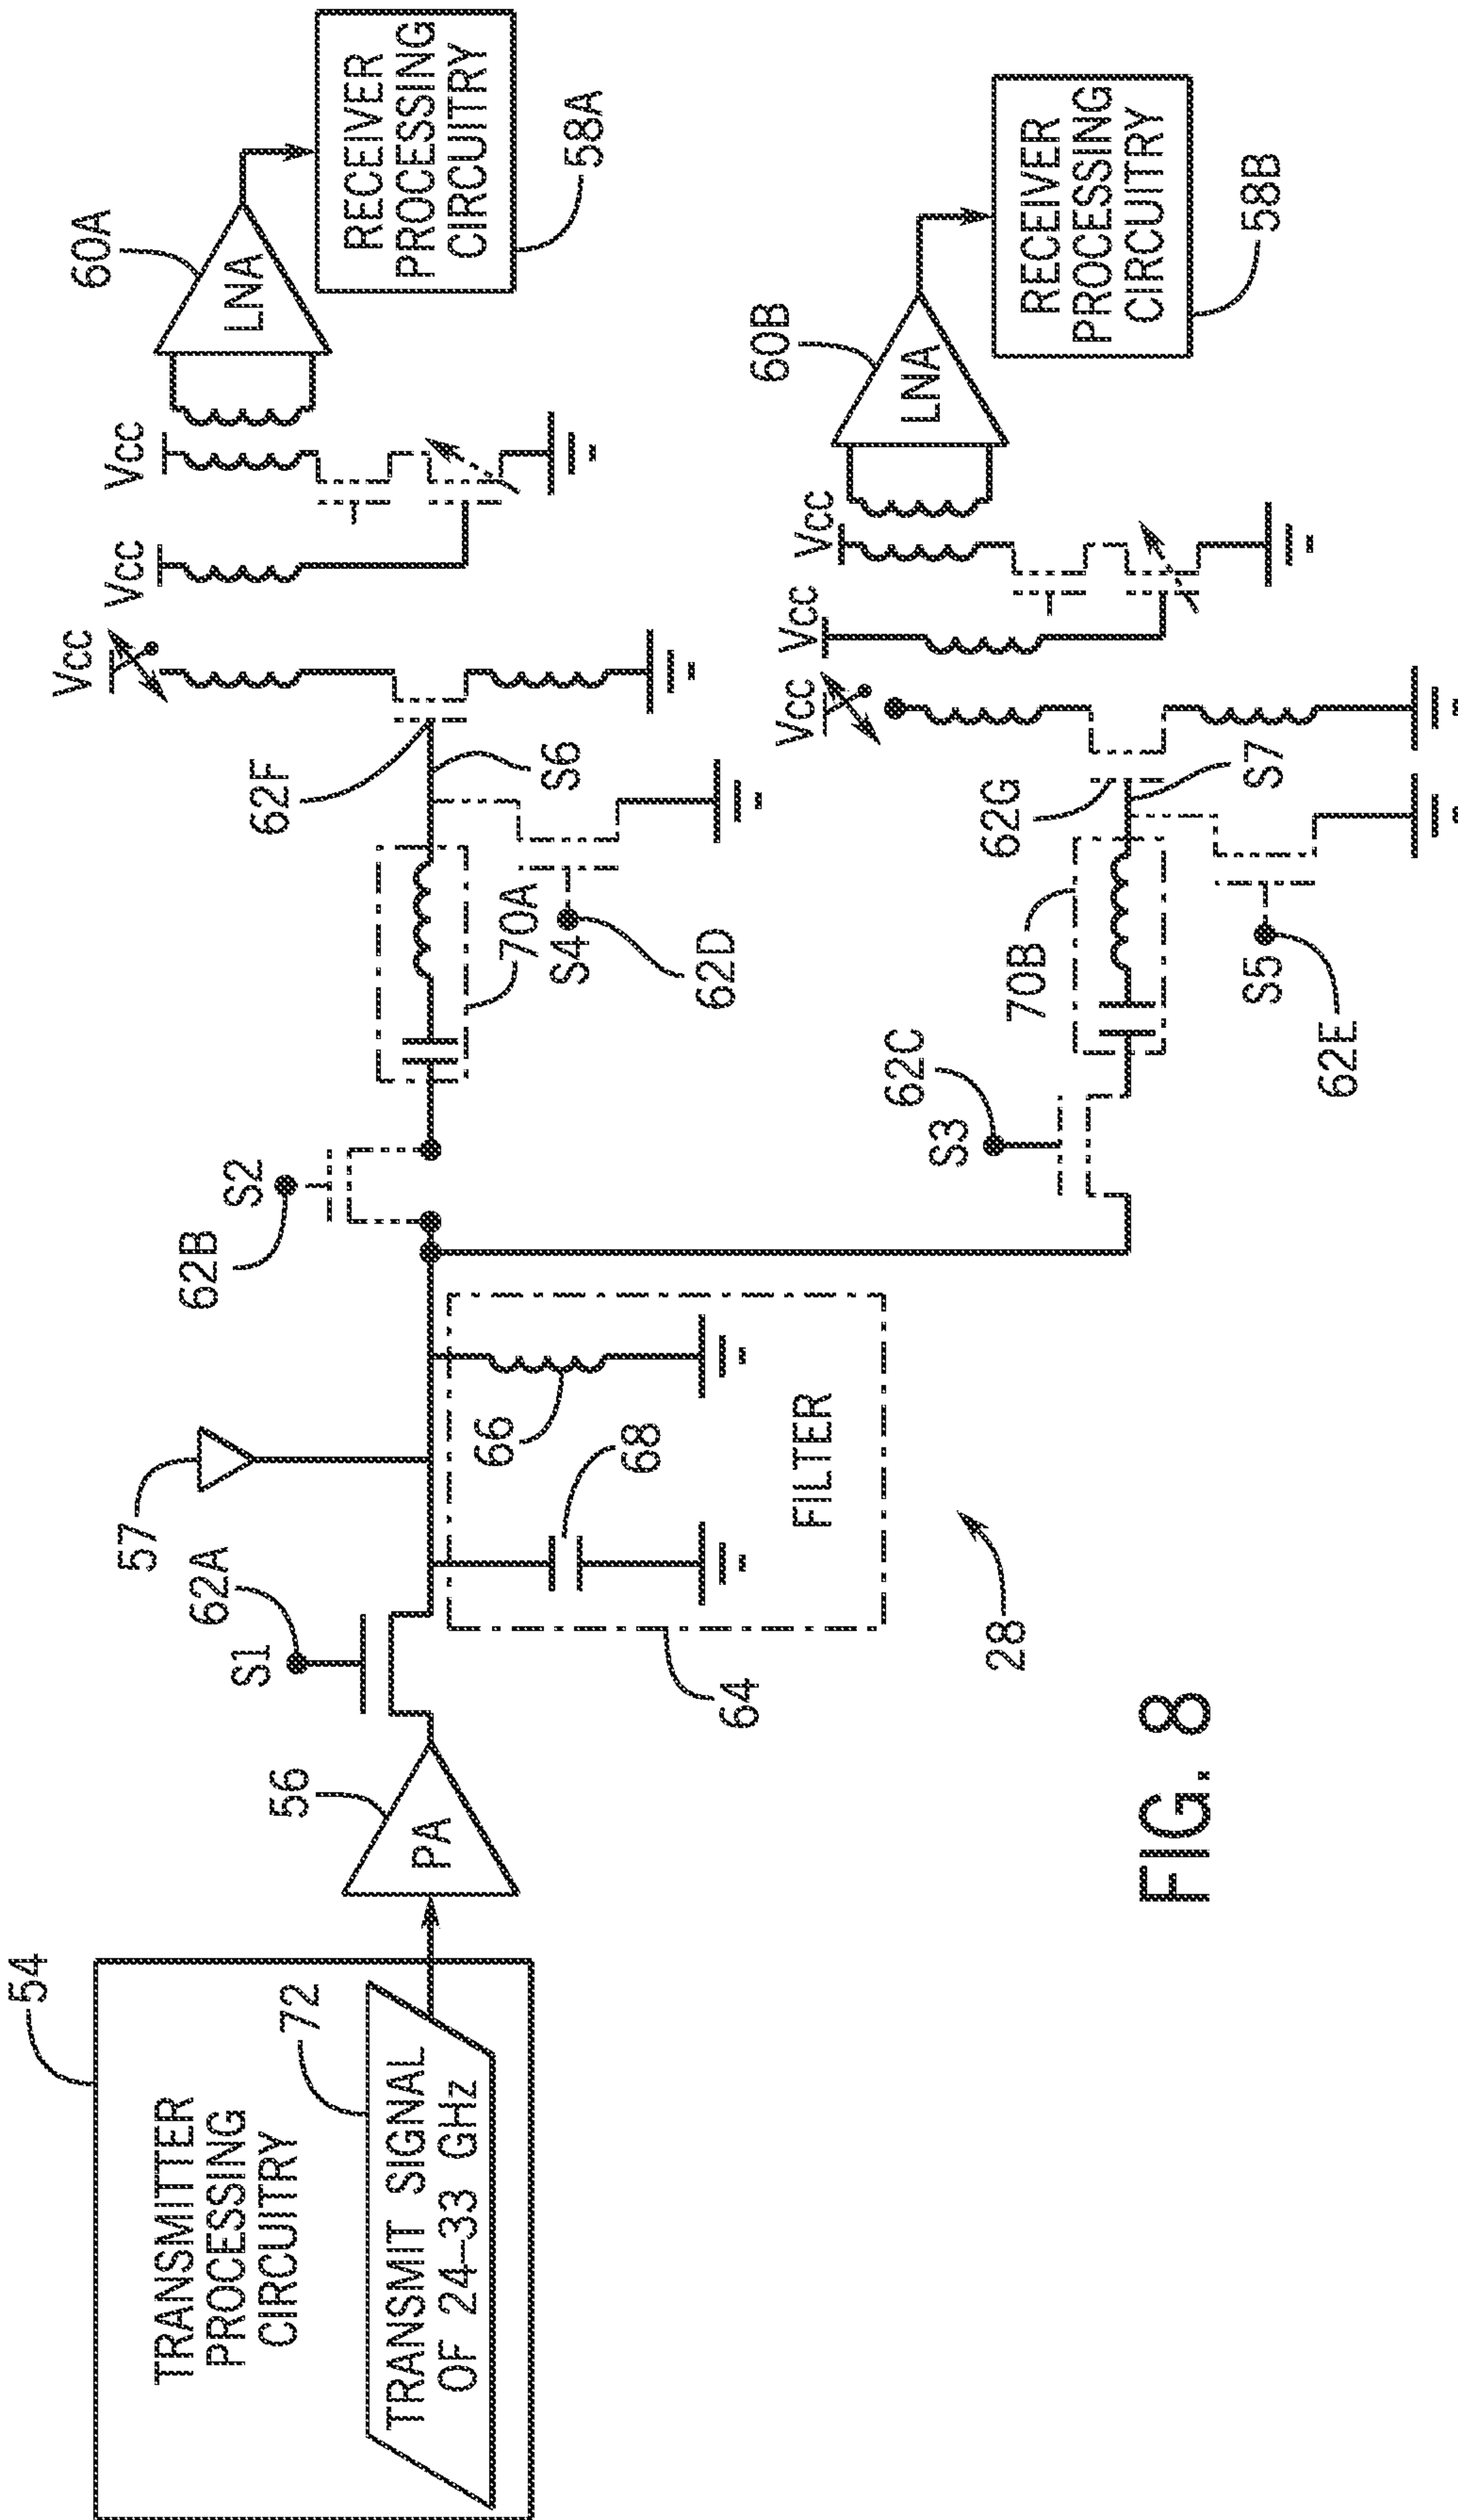 54
TRANSMITTER
PROCESSING
CIRCUITRY
72
TRANSMIT SIGNAL
OF 24–33 GHz
56
PA
S1
62A
57
64
68
66
FILTER
28
62B
S2
70A
S4
62D
62F
S6
Vcc
Vcc
Vcc
60A
LNA
RECEIVER
PROCESSING
CIRCUITRY
58A
S3
62C
70B
S5
62E
62G
S7
Vcc
Vcc
Vcc
60B
LNA
RECEIVER
PROCESSING
CIRCUITRY
58B
FIG. 8